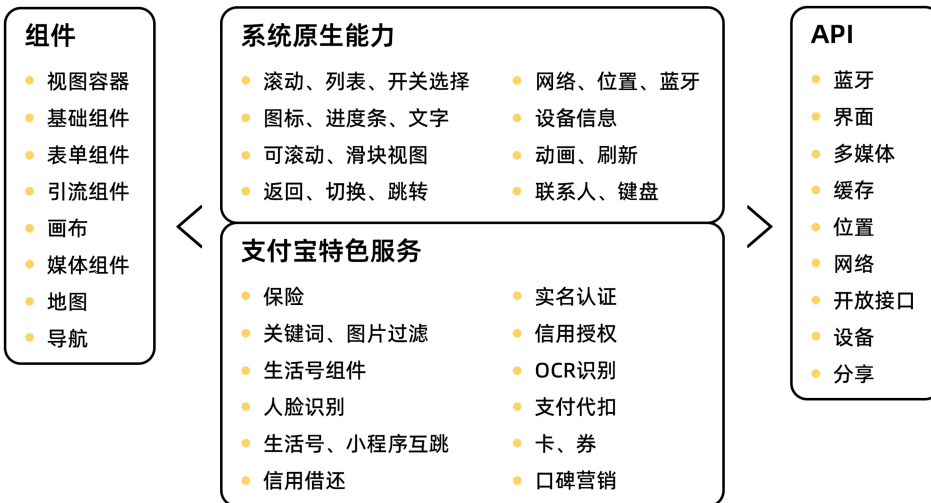 组件
视图容器
基础组件
表单组件
引流组件
画布
媒体组件
地图
导航
系统原生能力
滚动、列表、开关选择
图标、进度条、文字
可滚动、滑块视图
返回、切换、跳转
网络、位置、蓝牙
设备信息
动画、刷新
联系人、键盘
支付宝特色服务
保险
关键词、图片过滤
生活号组件
人脸识别
生活号、小程序互跳
信用借还
实名认证
信用授权
OCR识别
支付代扣
卡、券
口碑营销
API
蓝牙
界面
多媒体
缓存
位置
网络
开放接口
设备
分享